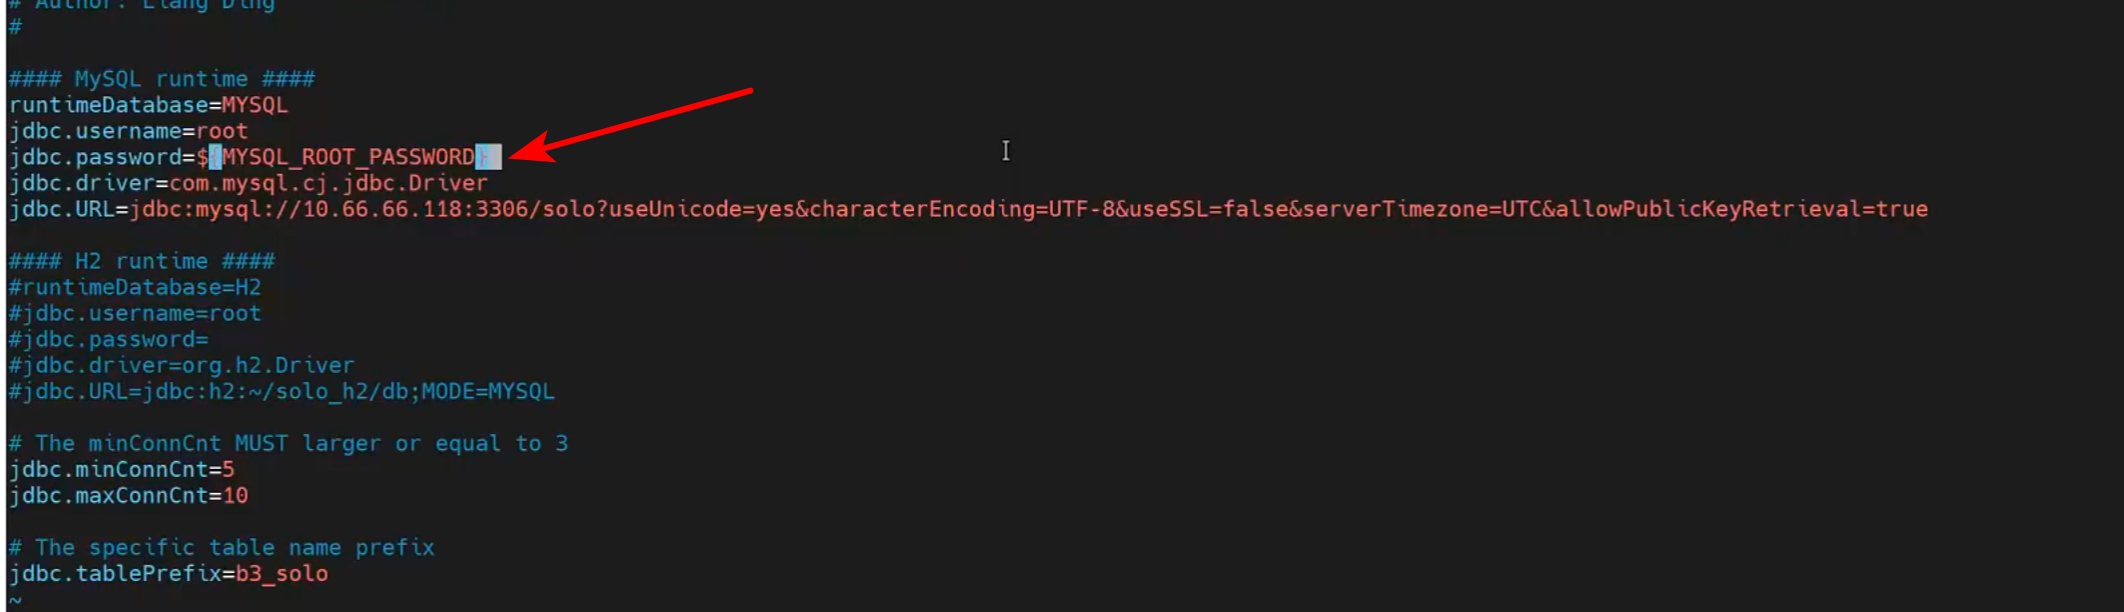 # Author: Liang Ding
#
#### MySQL runtime ####
runtimeDatabase=MYSQL
jdbc.username=root
jdbc.password=${MYSQL_ROOT_PASSWORD}
jdbc.driver=com.mysql.cj.jdbc.Driver
jdbc.URL=jdbc:mysql://10.66.66.118:3306/solo?useUnicode=yes&characterEncoding=UTF-8&useSSL=false&serverTimezone=UTC&allowPublicKeyRetrieval=true
#### H2 runtime ####
#runtimeDatabase=H2
#jdbc.username=root
#jdbc.password=
#jdbc.driver=org.h2.Driver
#jdbc.URL=jdbc:h2:~/solo_h2/db;MODE=MYSQL
# The minConnCnt MUST larger or equal to 3
jdbc.minConnCnt=5
jdbc.maxConnCnt=10
# The specific table name prefix
jdbc.tablePrefix=b3_solo
~